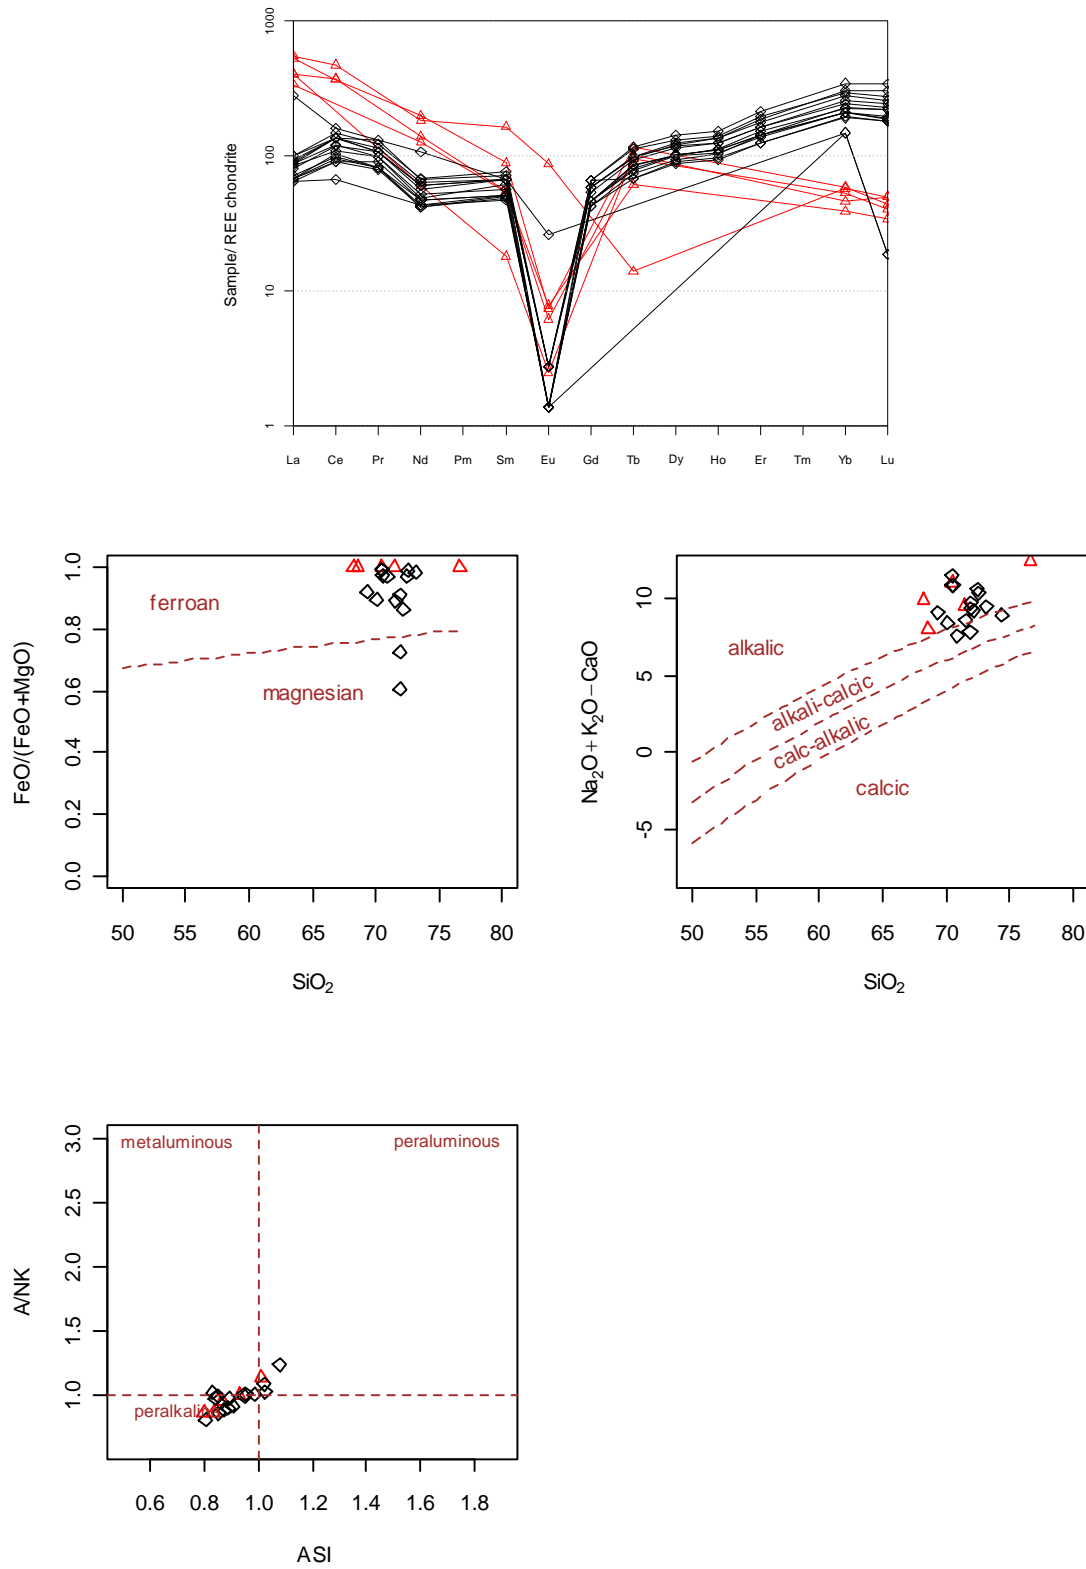 1000
100
10
1
Sample/ REE chondrite
La Ce Pr Nd Pm Sm Eu Gd Tb Dy Ho Er Tm Yb Lu
1.0
0.8
0.6
0.4
0.2
0.0
FeO/(FeO+MgO)
ferroan
magnesian
50 55 60 65 70 75 80
SiO₂
10
5
0
-5
Na₂O+K₂O−CaO
alkalic
alkali-calcic
calc-alkalic
calcic
50 55 60 65 70 75 80
SiO₂
3.0
2.5
2.0
1.5
1.0
A/NK
metaluminous
peraluminous
0.6 0.8 1.0 1.2 1.4 1.6 1.8
ASI